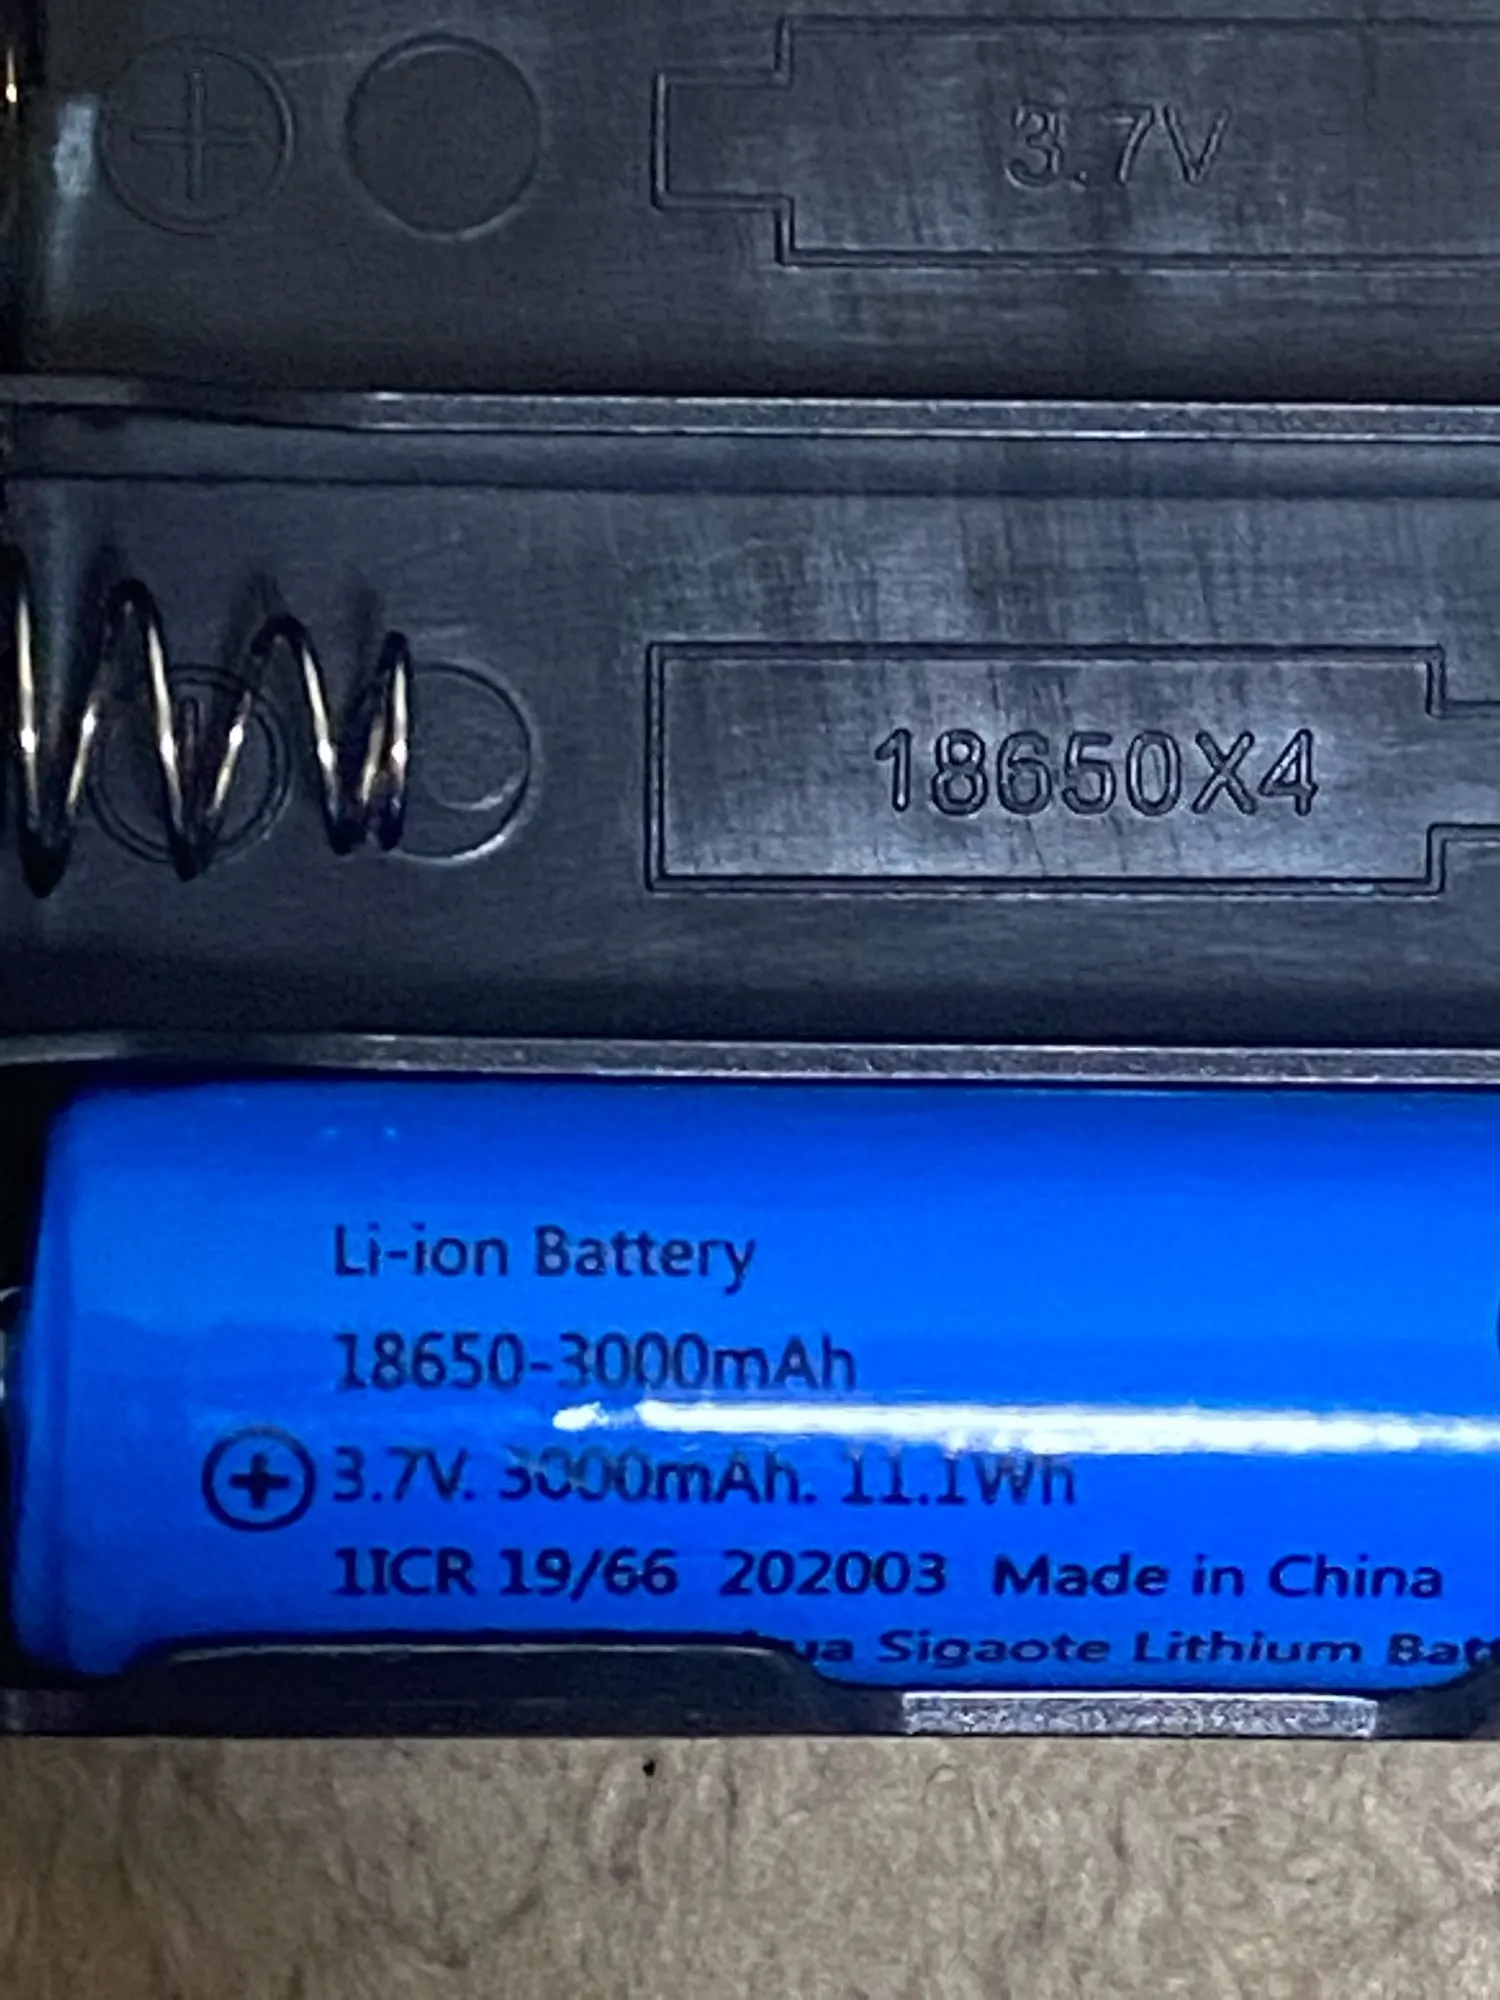 3.7V
18650X4
Li-ion Battery
18650-3000mAh
3.7V. 3000mAh. 11.1Wh
1ICR 19/66 202003 Made in China
Sigaote Lithium